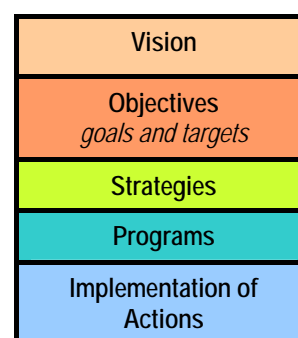 Vision
Objectives
goals and targets
Strategies
Programs
Implementation of
Actions